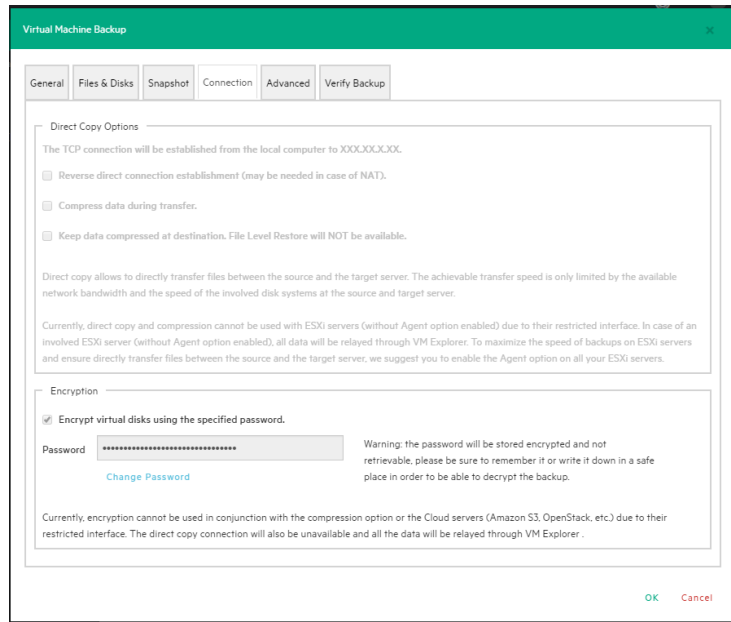 Virtual Machine Backup
×
General Files & Disks Snapshot Connection Advanced Verify Backup
Direct Copy Options
The TCP connection will be established from the local computer to XXX.XX.X.XX.
Reverse direct connection establishment (may be needed in case of NAT).
Compress data during transfer.
Keep data compressed at destination. File Level Restore will NOT be available.
Direct copy allows to directly transfer files between the source and the target server. The achievable transfer speed is only limited by the available
network bandwidth and the speed of the involved disk systems at the source and target server.
Currently, direct copy and compression cannot be used with ESXi servers (without Agent option enabled) due to their restricted interface. In case of an
involved ESXi server (without Agent option enabled), all data will be relayed through VM Explorer. To maximize the speed of backups on ESXi servers
and ensure directly transfer files between the source and the target server, we suggest you to enable the Agent option on all your ESXi servers.
Encryption
Encrypt virtual disks using the specified password.
Password ••••••••••••••••••••••••••••••••
Change Password
Warning: the password will be stored encrypted and not
retrievable, please be sure to remember it or write it down in a safe
place in order to be able to decrypt the backup.
Currently, encryption cannot be used in conjunction with the compression option or the Cloud servers (Amazon S3, OpenStack, etc.) due to their
restricted interface. The direct copy connection will also be unavailable and all the data will be relayed through VM Explorer .
OK Cancel